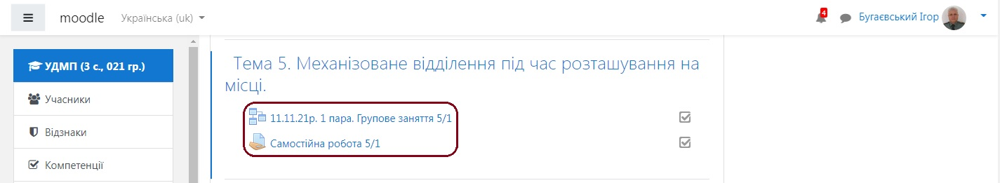 moodle
Українська (uk)
4
Бугаєвський Ігор
УДМП (3 с., 021 гр.)
Учасники
Відзнаки
Компетенції
Тема 5. Механізоване відділення під час розташування на
місці.
11.11.21р. 1 пара. Групове заняття 5/1
Самостійна робота 5/1